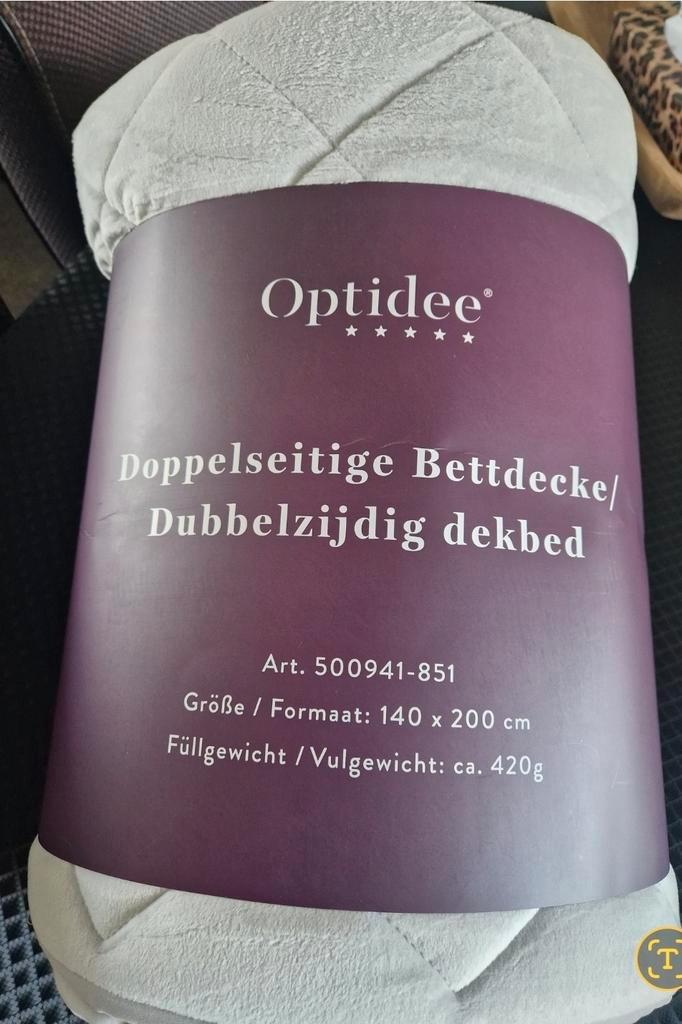 Optidee®
★ ★ ★ ★ ★
Doppelseitige Bettdecke/
Dubbelzijdig dekbed
Art. 500941-851
Größe / Formaat: 140 x 200 cm
Füllgewicht / Vulgewicht: ca. 420g
T